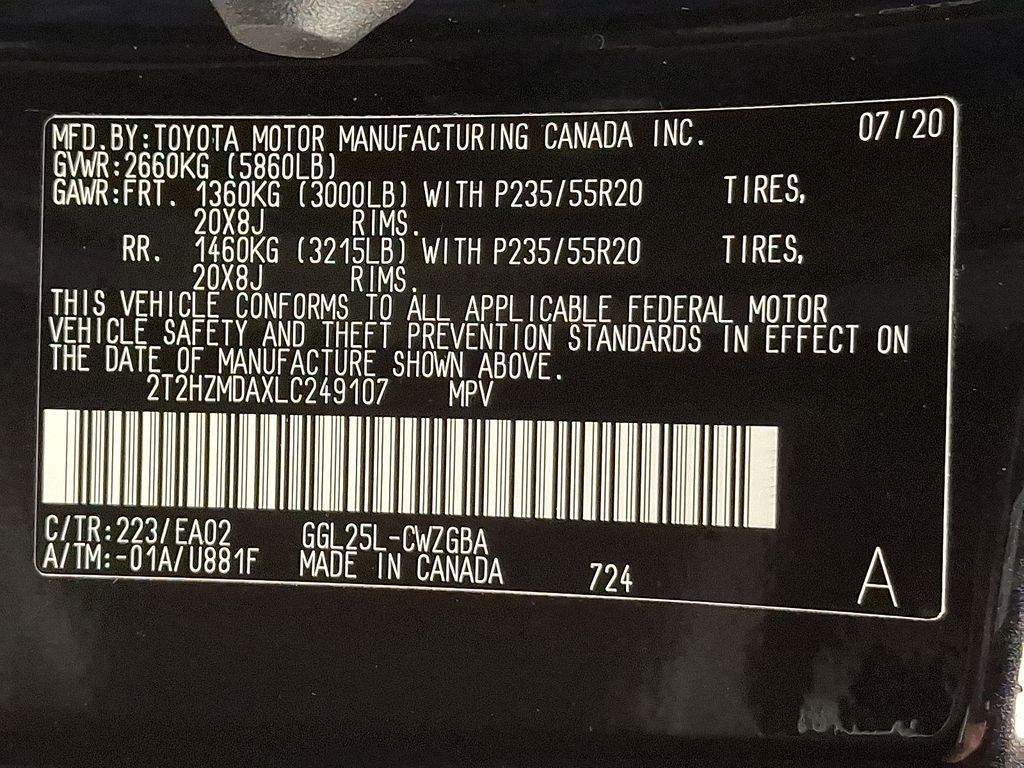 MFD.BY:TOYOTA MOTOR MANUFACTURING CANADA INC. 07/20
GVWR:2660KG (5860LB)
GAWR:FRT. 1360KG (3000LB) WITH P235/55R20 TIRES,
20X8J RIMS.
RR. 1460KG (3215LB) WITH P235/55R20 TIRES,
20X8J RIMS.
THIS VEHICLE CONFORMS TO ALL APPLICABLE FEDERAL MOTOR
VEHICLE SAFETY AND THEFT PREVENTION STANDARDS IN EFFECT ON
THE DATE OF MANUFACTURE SHOWN ABOVE.
2T2HZMDAXLC249107 MPV
C/TR:223/EA02 GGL25L-CWZGBA
A/TM:-01A/U881F MADE IN CANADA 724 A